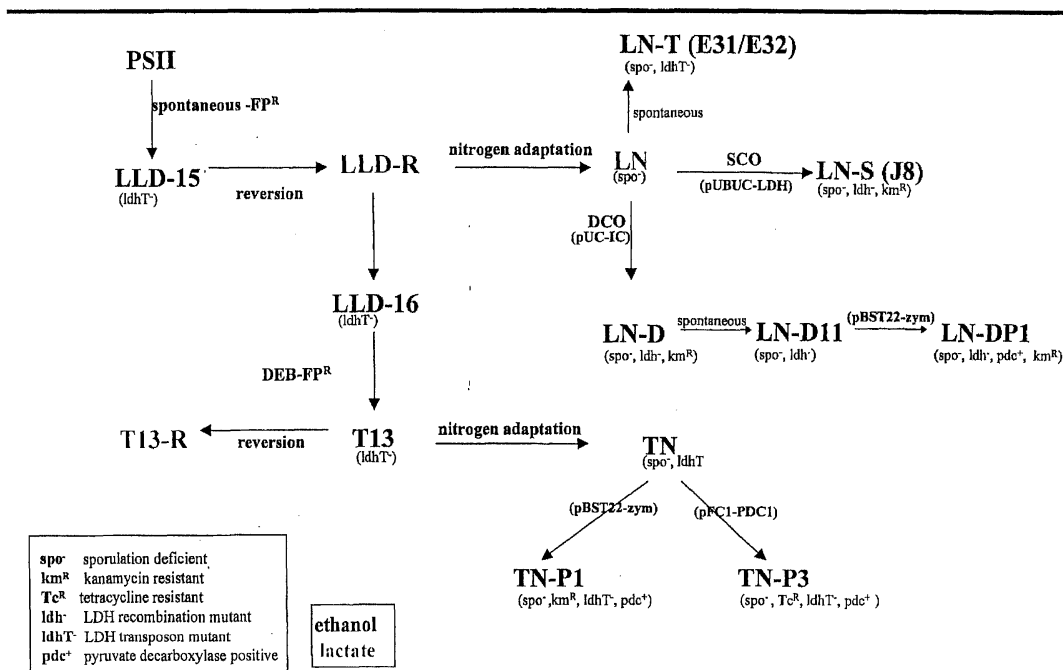 LN-T (E31/E32)
(spo⁻, ldhT⁻)
PSII
spontaneous -FPᴿ
spontaneous
nitrogen adaptation
LLD-15
(ldhT⁻)
reversion
LLD-R
LN
(spo⁻)
SCO
(pUBUC-LDH)
LN-S (J8)
(spo⁻, ldh⁻, kmᴿ)
DCO
(pUC-IC)
LLD-16
(ldhT⁻)
LN-D
(spo⁻, ldh⁻, kmᴿ)
spontaneous
LN-D11
(spo⁻, ldh⁻)
(pBST22-zym)
LN-DP1
(spo⁻, ldh⁻, pdc⁺, kmᴿ)
DEB-FPᴿ
T13-R
reversion
T13
(ldhT⁻)
nitrogen adaptation
TN
(spo⁻, ldhT
(pBST22-zym)
(pFC1-PDC1)
TN-P1
(spo⁻,kmᴿ, ldhT⁻, pdc⁺)
TN-P3
(spo⁻, Tcᴿ, ldhT⁻, pdc⁺ )
spo⁻ sporulation deficient
kmᴿ kanamycin resistant
Tcᴿ tetracycline resistant
ldh⁻ LDH recombination mutant
ldhT⁻ LDH transposon mutant
pdc⁺ pyruvate decarboxylase positive
ethanol
lactate